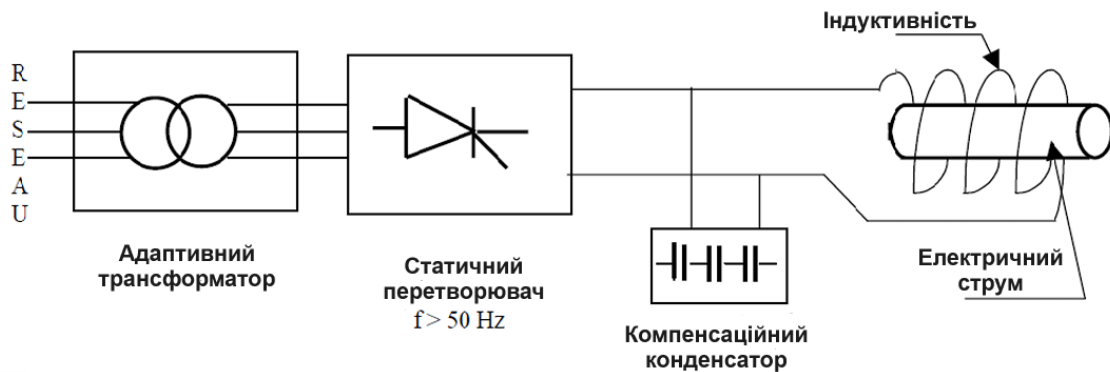 Індуктивність
R
E
S
E
A
U
Адаптивний
трансформатор
Статичний
перетворювач
f > 50 Hz
Компенсаційний
конденсатор
Електричний
струм